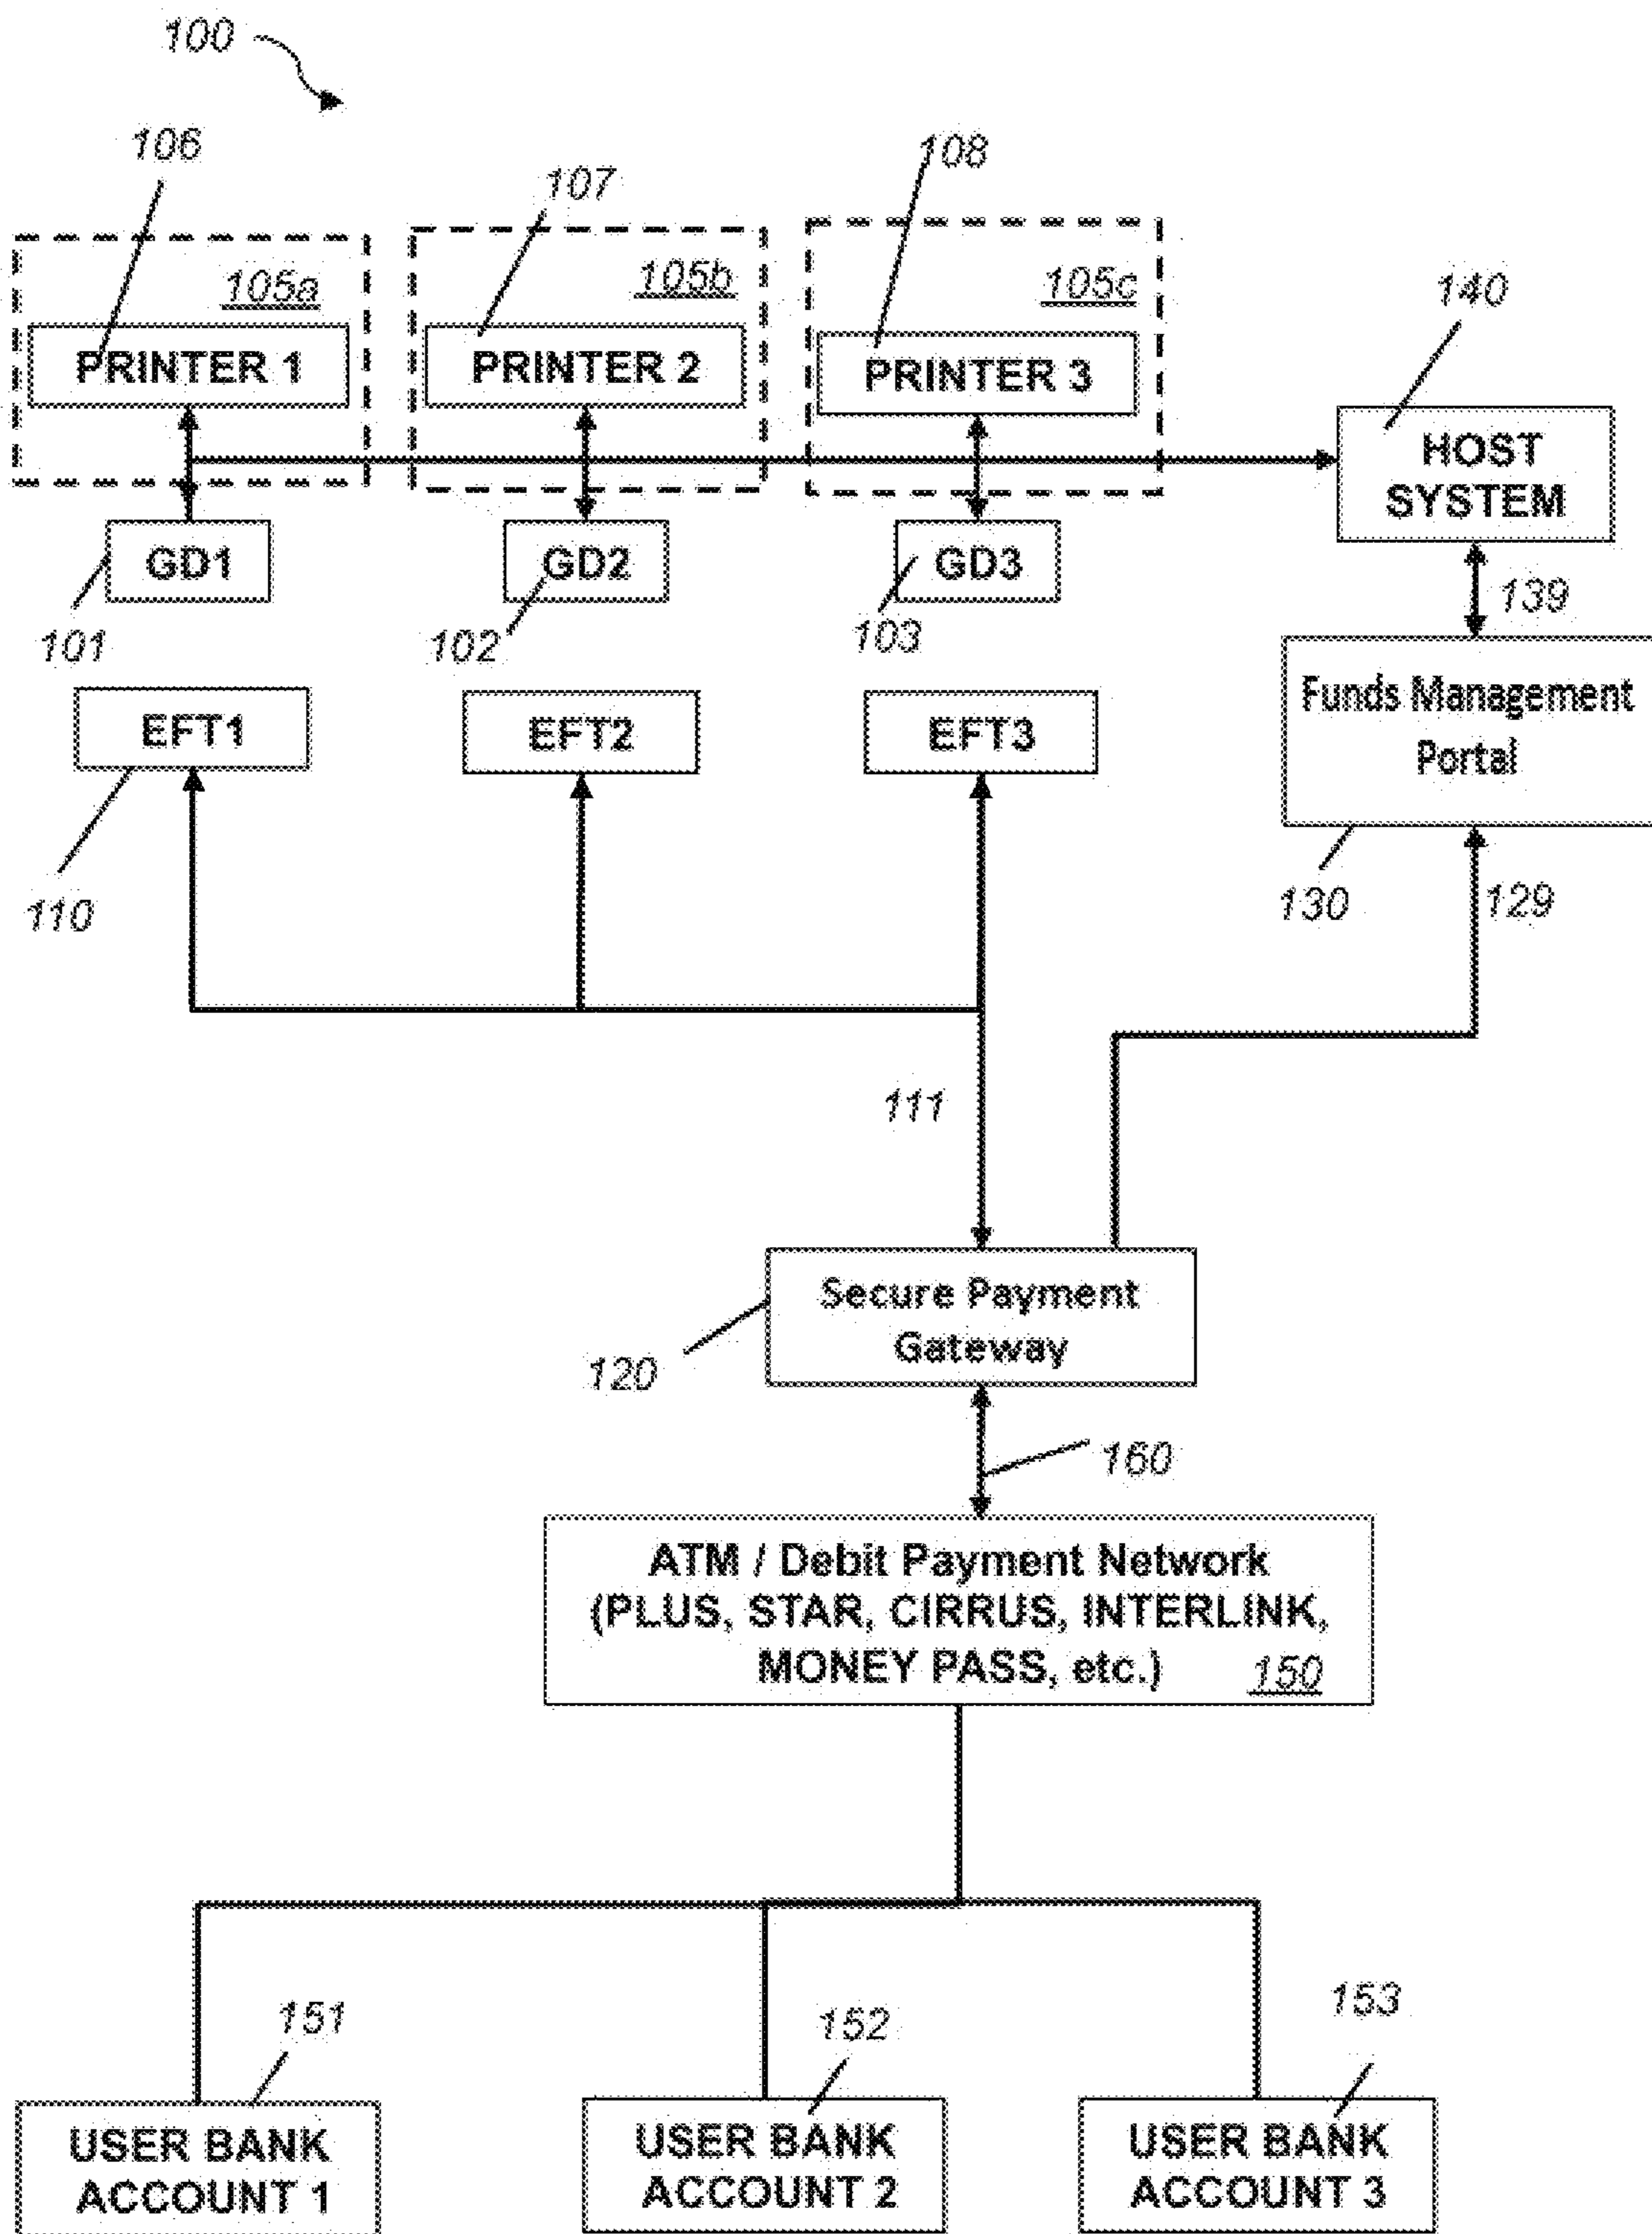 100
106
107
108
105a
105b
105c
140
PRINTER 1
PRINTER 2
PRINTER 3
HOST
SYSTEM
GD1
GD2
GD3
139
101
102
103
EFT1
EFT2
EFT3
Funds Management
Portal
110
130
129
111
Secure Payment
Gateway
120
160
ATM / Debit Payment Network
(PLUS, STAR, CIRRUS, INTERLINK,
MONEY PASS, etc.) 150
151
152
153
USER BANK
ACCOUNT 1
USER BANK
ACCOUNT 2
USER BANK
ACCOUNT 3